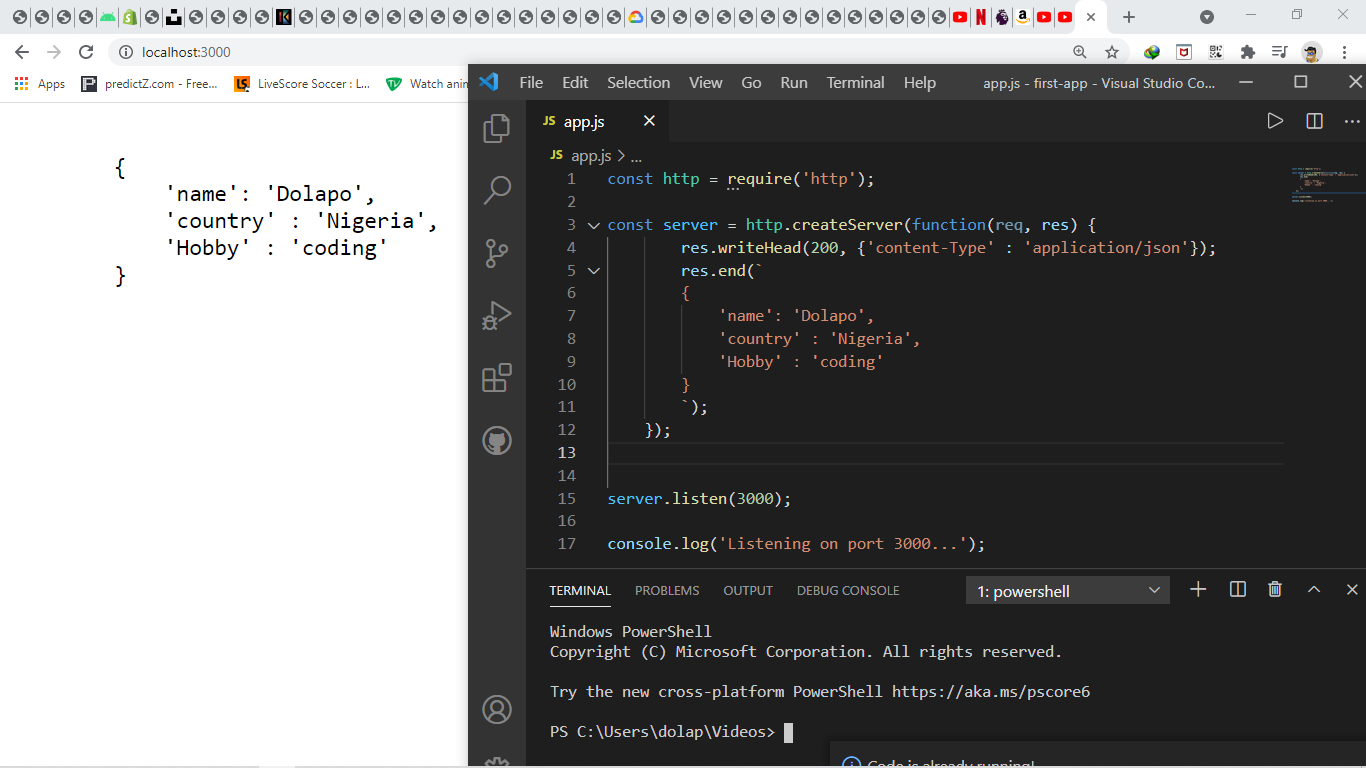 localhost:3000
Apps
predictZ.com - Free...
LiveScore Soccer : L...
Watch anim
{
'name': 'Dolapo',
'country' : 'Nigeria',
'Hobby' : 'coding'
}
File Edit Selection View Go Run Terminal Help
app.js - first-app - Visual Studio Co...
JS app.js
JS app.js > ...
1 const http = require('http');
2
3 const server = http.createServer(function(req, res) {
4 res.writeHead(200, {'content-Type' : 'application/json'});
5 res.end(`
6 {
7 'name': 'Dolapo',
8 'country' : 'Nigeria',
9 'Hobby' : 'coding'
10 }
11 `);
12 });
13
14
15 server.listen(3000);
16
17 console.log('Listening on port 3000...');
TERMINAL PROBLEMS OUTPUT DEBUG CONSOLE
1: powershell
Windows PowerShell
Copyright (C) Microsoft Corporation. All rights reserved.
Try the new cross-platform PowerShell https://aka.ms/pscore6
PS C:\Users\dolap\Videos>
Code is already running!